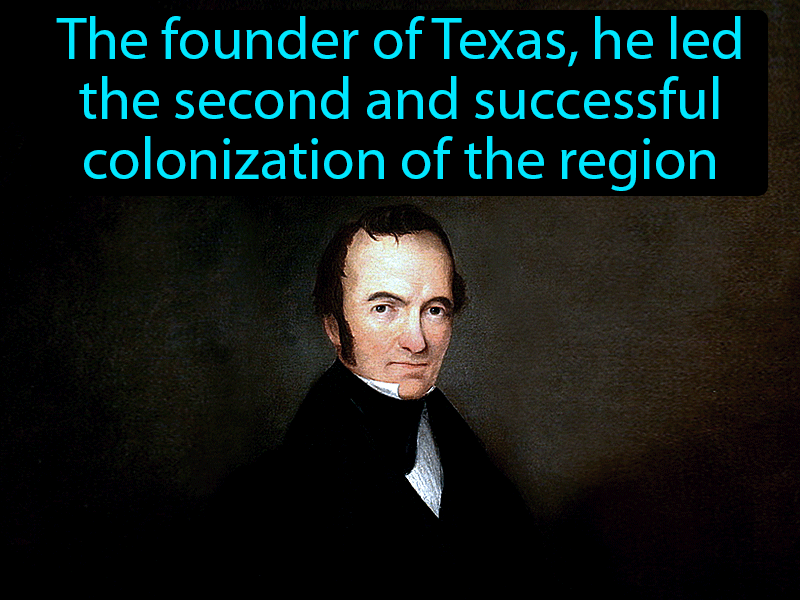 The founder of Texas, he led
the second and successful
colonization of the region